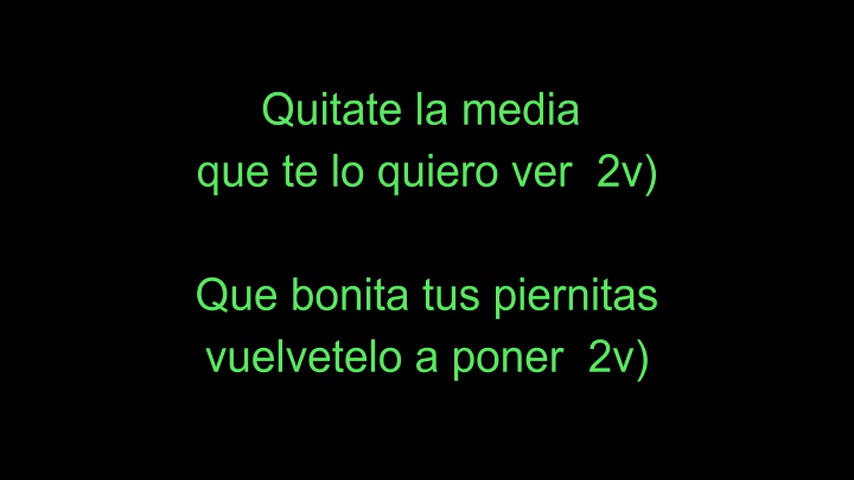 Quitate la media
que te lo quiero ver  2v)
Que bonita tus piernitas
vuelvetelo a poner  2v)